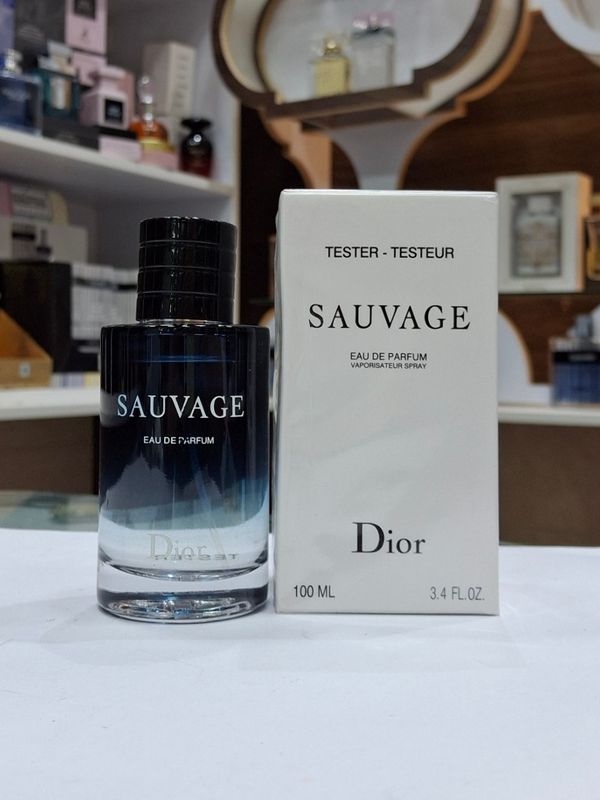 SAUVAGE
EAU DE PARFUM
Dior
TESTER
TESTER - TESTEUR
SAUVAGE
EAU DE PARFUM
VAPORISATEUR SPRAY
Dior
100 ML 3.4 FL.OZ.